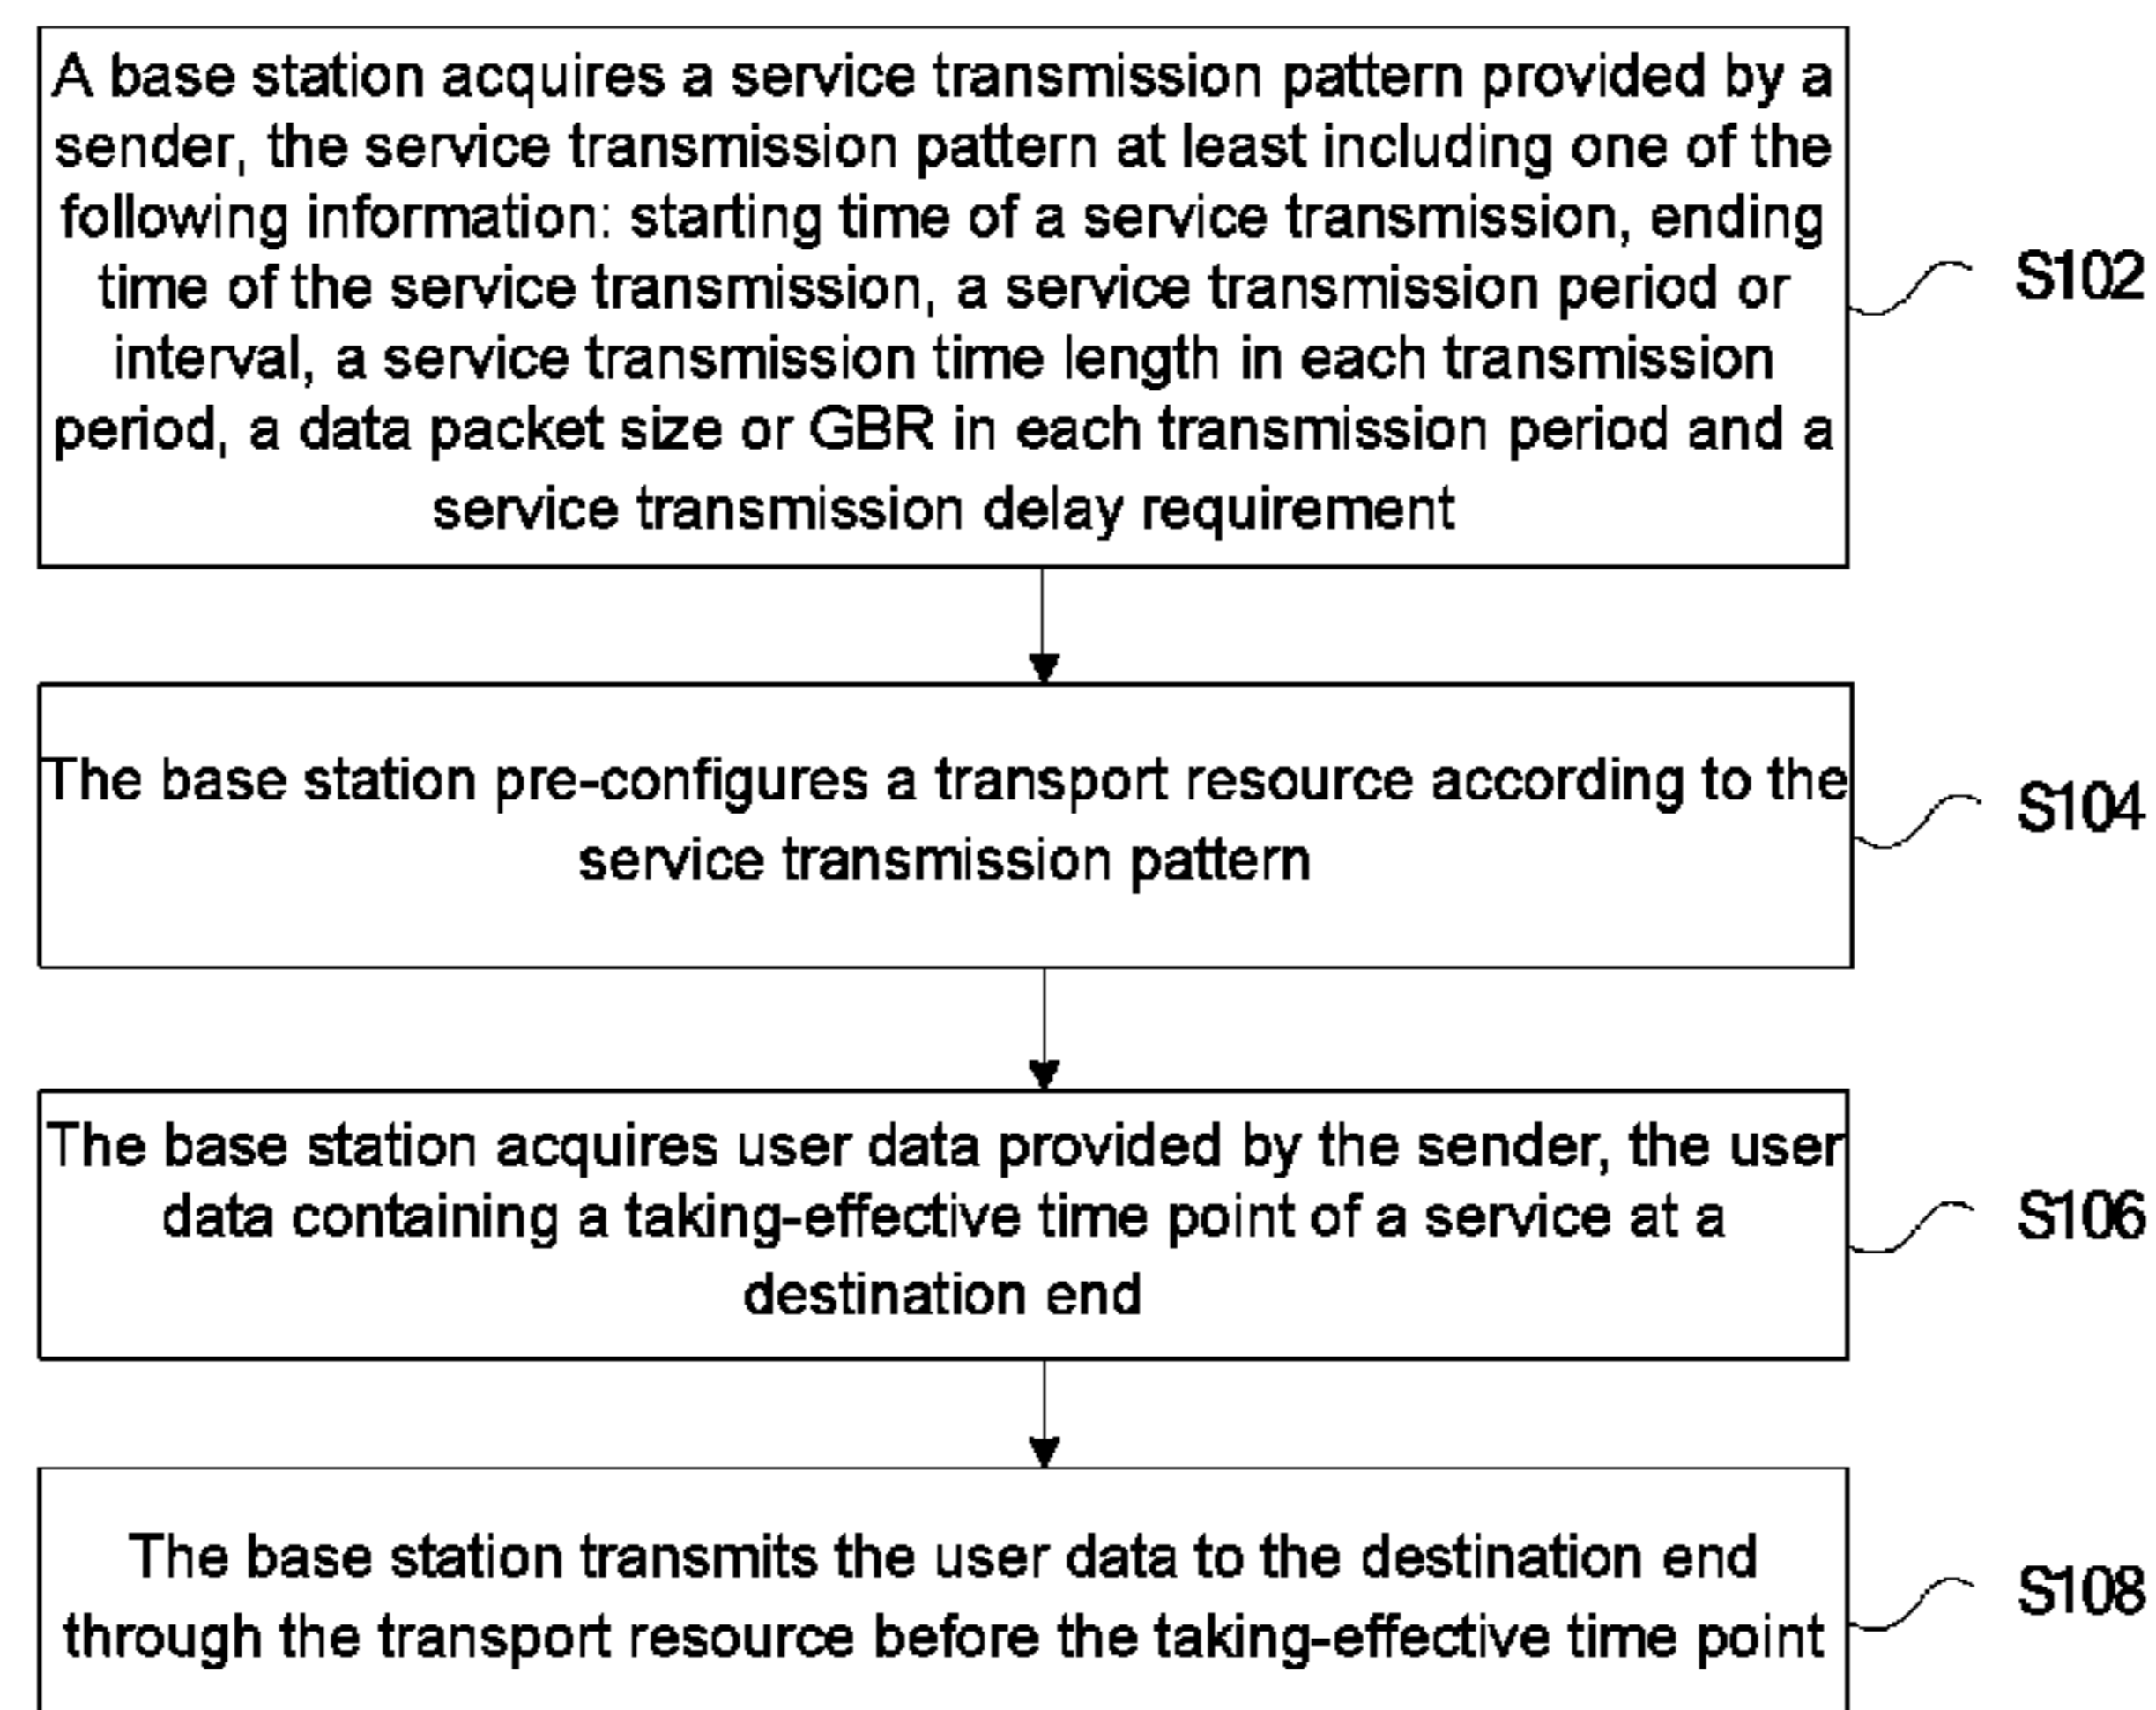 A base station acquires a service transmission pattern provided by a
sender, the service transmission pattern at least including one of the
following information: starting time of a service transmission, ending
time of the service transmission, a service transmission period or
interval, a service transmission time length in each transmission
period, a data packet size or GBR in each transmission period and a
service transmission delay requirement
S102
The base station pre-configures a transport resource according to the
service transmission pattern
S104
The base station acquires user data provided by the sender, the user
data containing a taking-effective time point of a service at a
destination end
S106
The base station transmits the user data to the destination end
through the transport resource before the taking-effective time point
S108